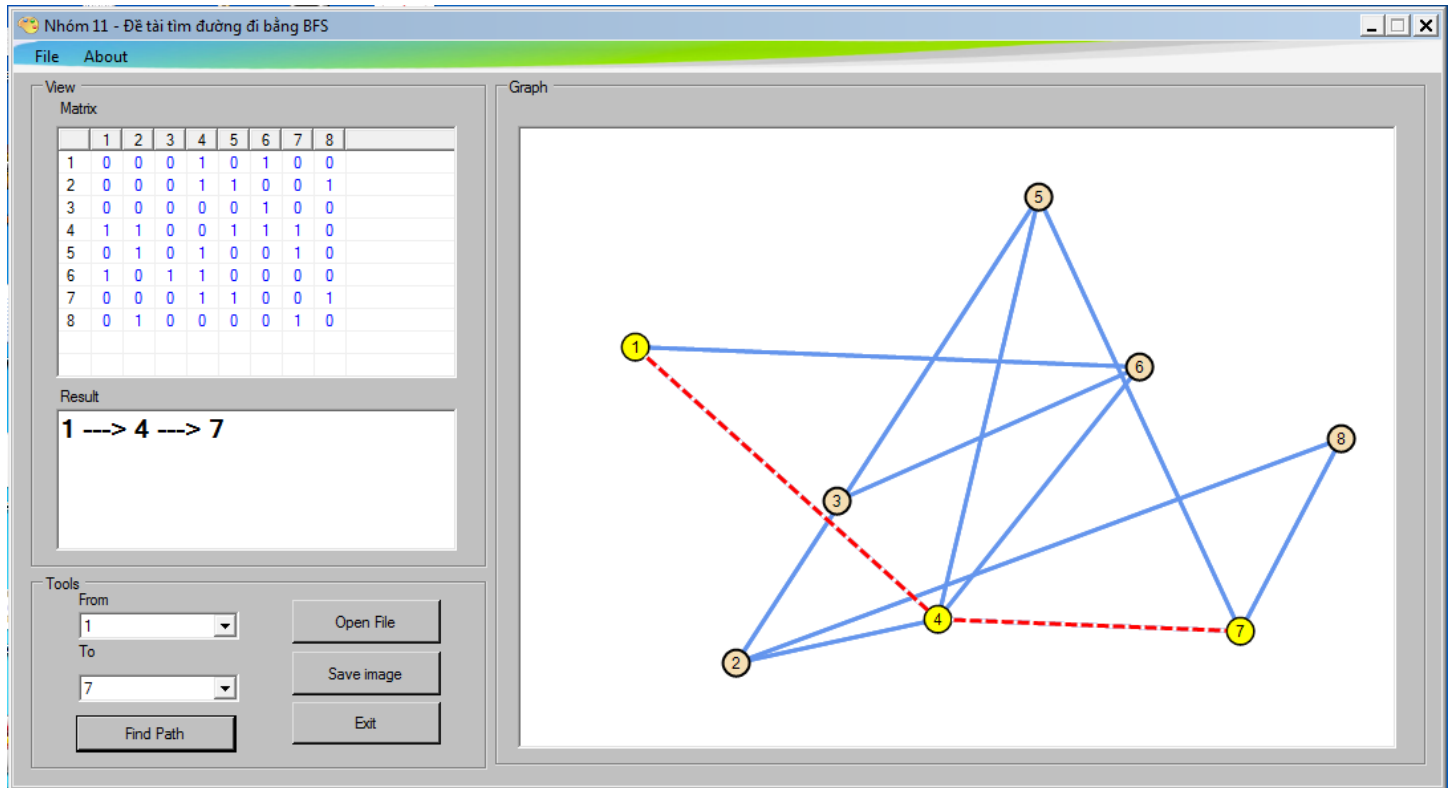 Nhóm 11 - Đề tài tìm đường đi bằng BFS
File About
View
Matrix
1 2 3 4 5 6 7 8
1 0 0 0 1 0 1 0 0
2 0 0 0 1 1 0 0 1
3 0 0 0 0 0 1 0 0
4 1 1 0 0 1 1 1 0
5 0 1 0 1 0 0 1 0
6 1 0 1 1 0 0 0 0
7 0 0 0 1 1 0 0 1
8 0 1 0 0 0 0 1 0
Result
1 ---> 4 ---> 7
Tools
From
1
To
7
Find Path
Open File
Save image
Exit
Graph
5
1
6
8
3
4
7
2